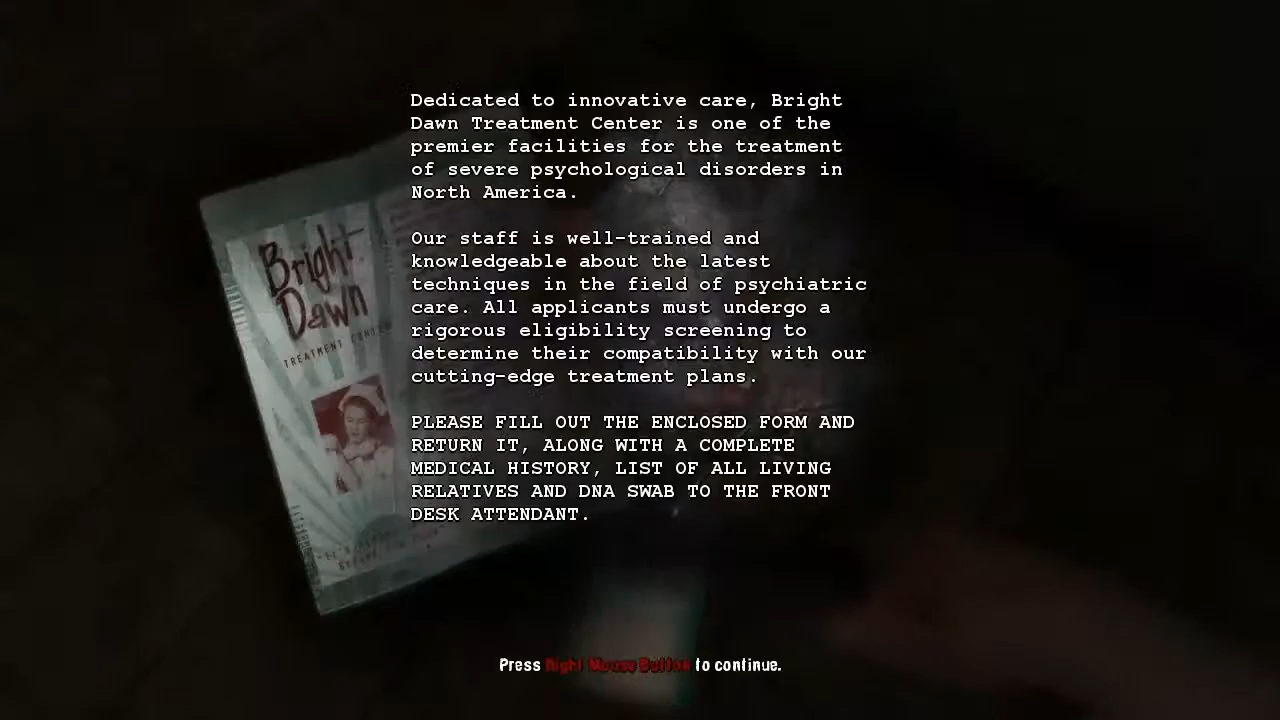 Dedicated to innovative care, Bright
Dawn Treatment Center is one of the
premier facilities for the treatment
of severe psychological disorders in
North America.
Our staff is well-trained and
knowledgeable about the latest
techniques in the field of psychiatric
care. All applicants must undergo a
rigorous eligibility screening to
determine their compatibility with our
cutting-edge treatment plans.
PLEASE FILL OUT THE ENCLOSED FORM AND
RETURN IT, ALONG WITH A COMPLETE
MEDICAL HISTORY, LIST OF ALL LIVING
RELATIVES AND DNA SWAB TO THE FRONT
DESK ATTENDANT.
Bright
Dawn
TREATMENT
Press Right Mouse Button to continue.